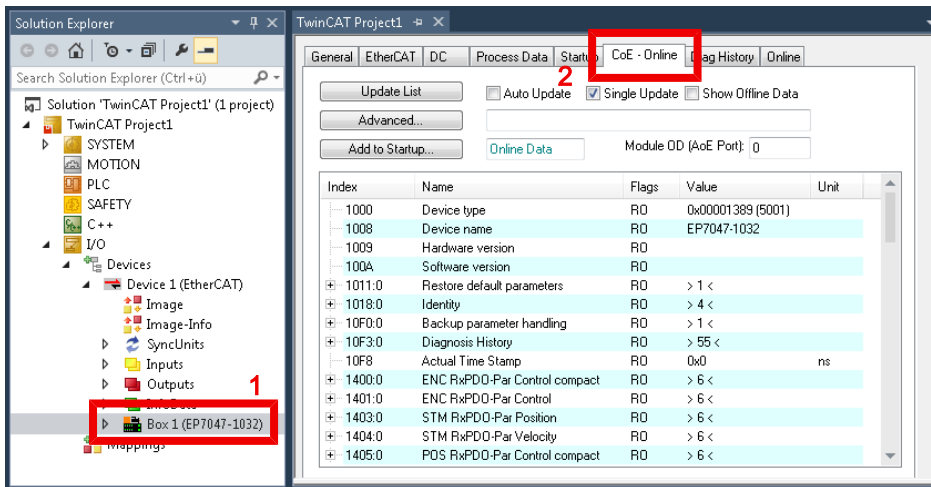 Solution Explorer
Search Solution Explorer (Ctrl+ü)
Solution 'TwinCAT Project1' (1 project)
TwinCAT Project1
SYSTEM
MOTION
PLC
SAFETY
C++
I/O
Devices
Device 1 (EtherCAT)
Image
Image-Info
SyncUnits
Inputs
Outputs
1
Box 1 (EP7047-1032)
Mappings
TwinCAT Project1
General EtherCAT DC Process Data Startup CoE - Online Diag History Online
2
Update List Auto Update Single Update Show Offline Data
Advanced...
Add to Startup... Online Data Module OD (AoE Port): 0
Index Name Flags Value Unit
1000 Device type RO 0x00001389 (5001)
1008 Device name RO EP7047-1032
1009 Hardware version RO
100A Software version RO
1011:0 Restore default parameters RO > 1 <
1018:0 Identity RO > 4 <
10F0:0 Backup parameter handling RO > 1 <
10F3:0 Diagnosis History RO > 55 <
10F8 Actual Time Stamp RO 0x0 ns
1400:0 ENC RxPDO-Par Control compact RO > 6 <
1401:0 ENC RxPDO-Par Control RO > 6 <
1403:0 STM RxPDO-Par Position RO > 6 <
1404:0 STM RxPDO-Par Velocity RO > 6 <
1405:0 POS RxPDO-Par Control compact RO > 6 <